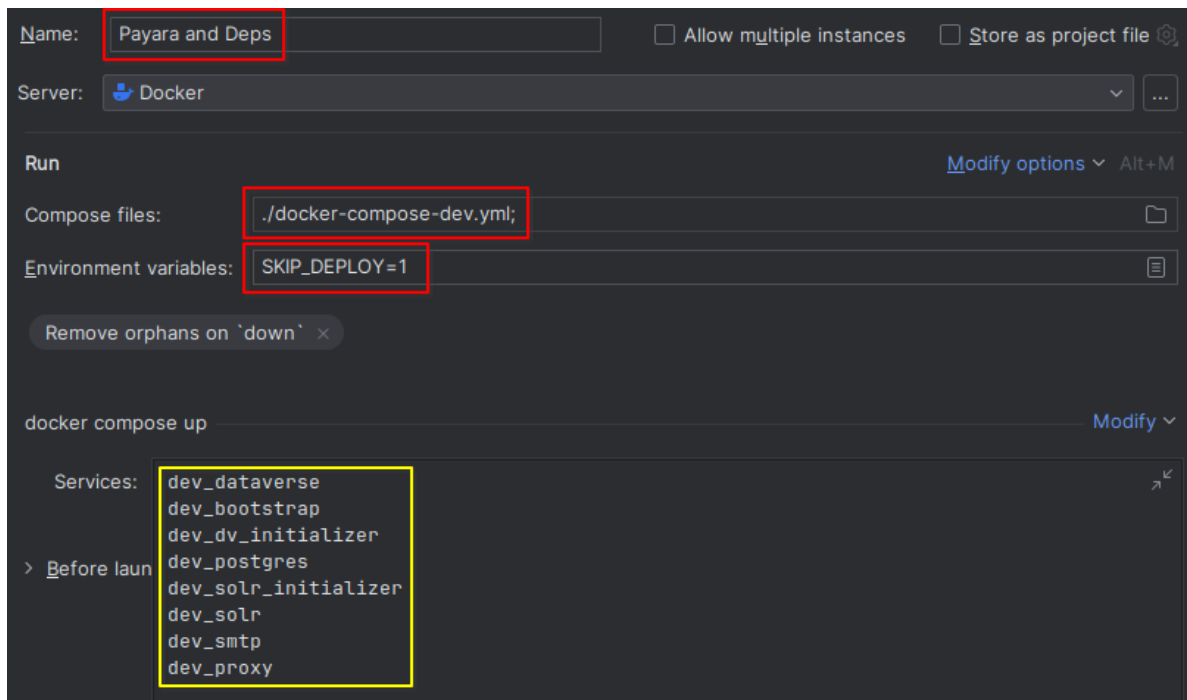 Name: Payara and Deps Allow multiple instances Store as project file
Server: Docker ...
Run Modify options Alt+M
Compose files: ./docker-compose-dev.yml;
Environment variables: SKIP_DEPLOY=1
Remove orphans on `down` ×
docker compose up Modify
Services: dev_dataverse
dev_bootstrap
dev_dv_initializer
> Before laun dev_postgres
dev_solr_initializer
dev_solr
dev_smtp
dev_proxy